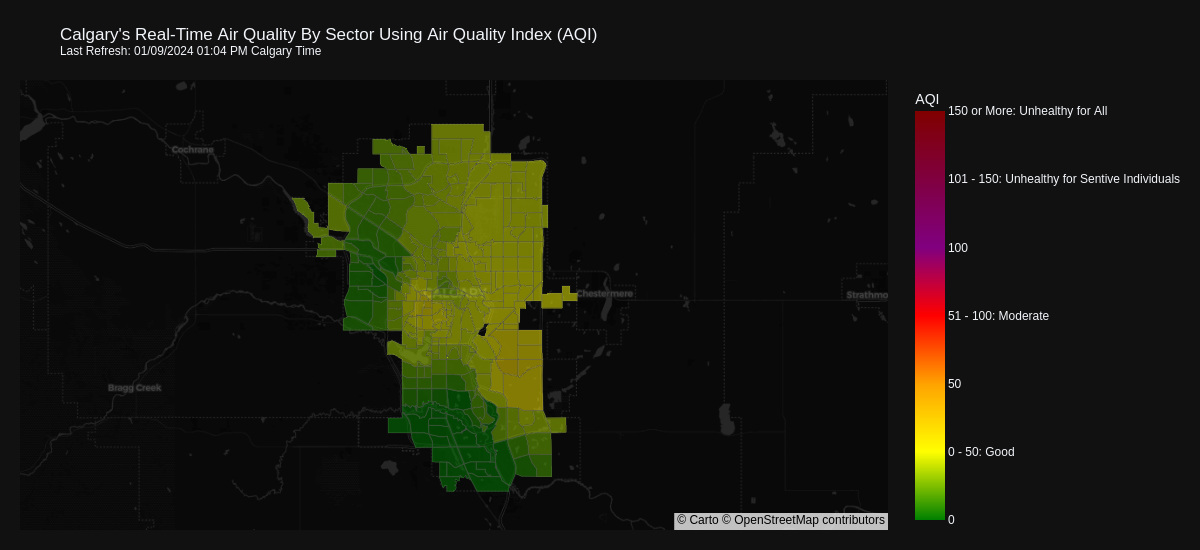 Calgary's Real-Time Air Quality By Sector Using Air Quality Index (AQI)
Last Refresh: 01/09/2024 01:04 PM Calgary Time
AQI
150 or More: Unhealthy for All
Cochrane
101 - 150: Unhealthy for Sentive Individuals
100
CALGARY
Chestermere
Strathmo
51 - 100: Moderate
50
Bragg Creek
0 - 50: Good
0
© Carto © OpenStreetMap contributors